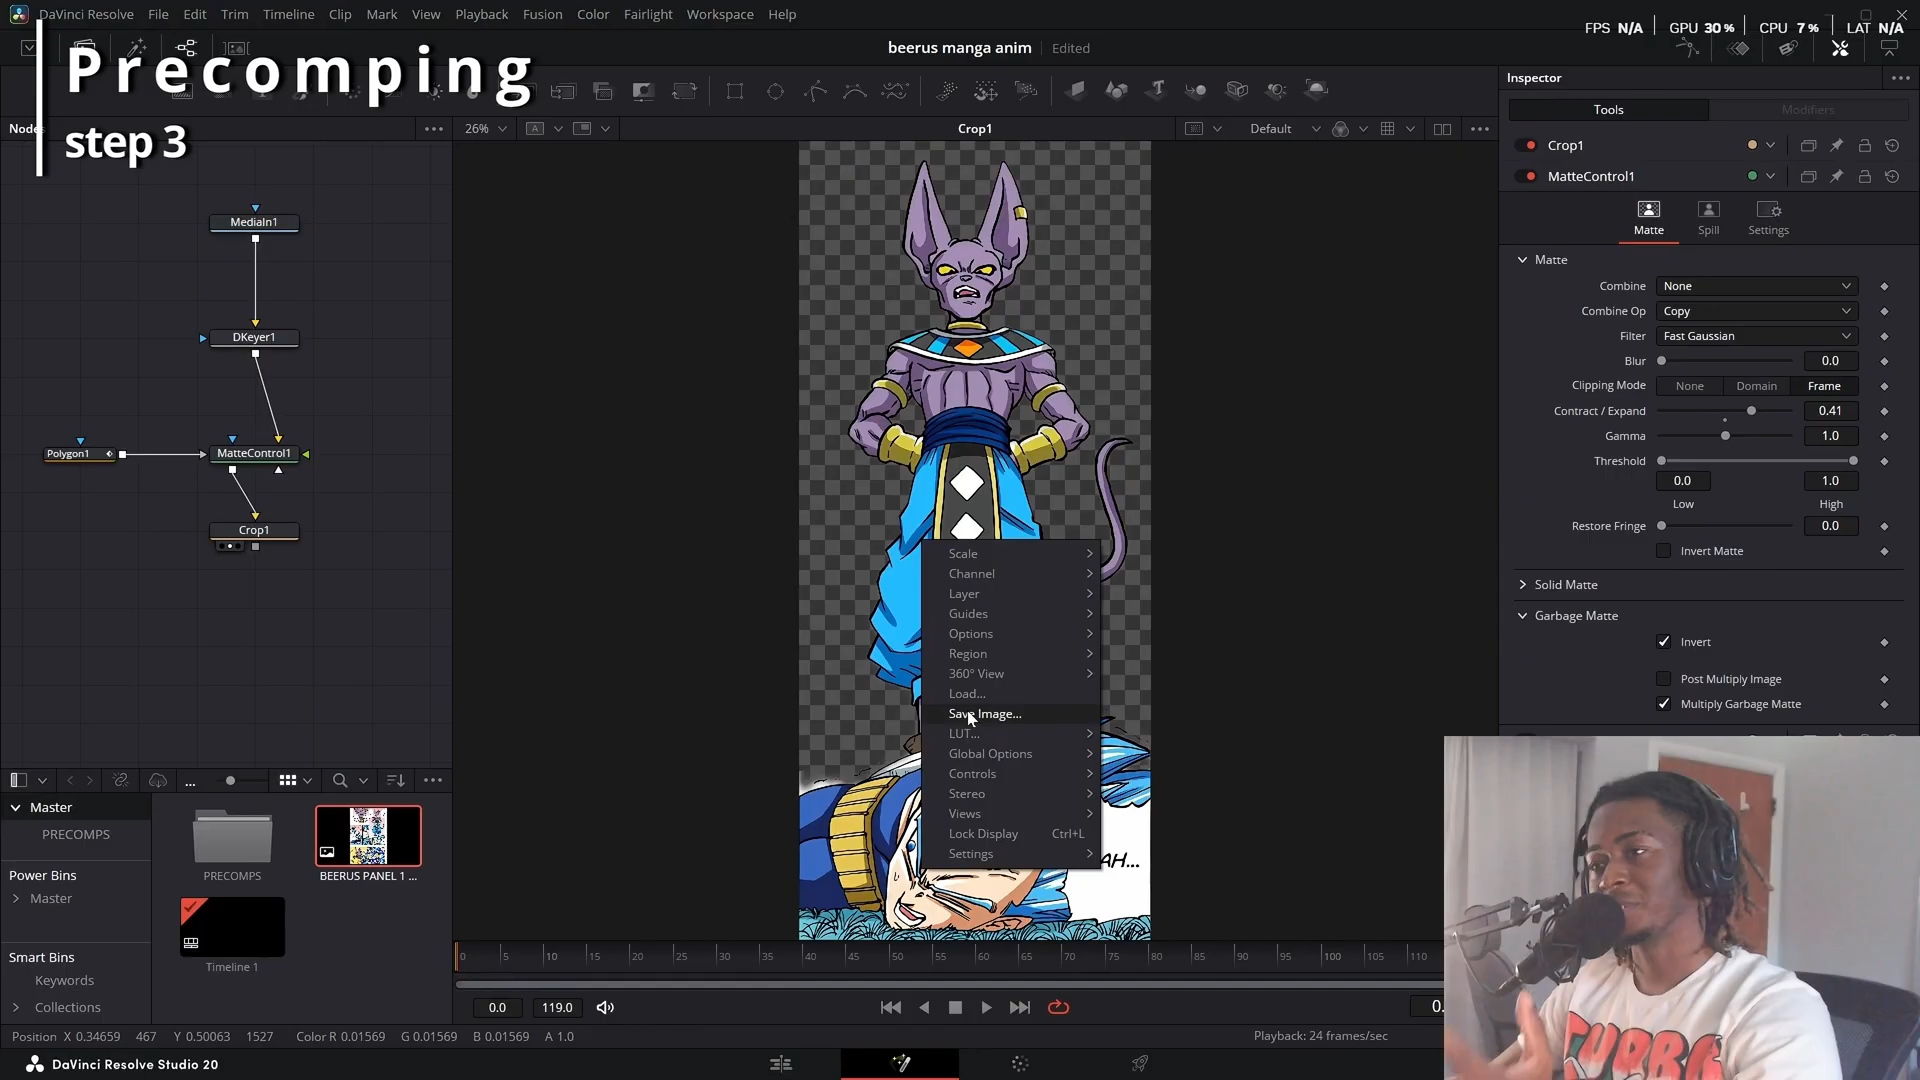 DaVinci Resolve File Edit Trim Timeline Clip Mark View Playback Fusion Color Fairlight Workspace Help
FPS N/A GPU 30 % CPU 7 % LAT N/A
beerus manga anim Edited
Precomping
step 3
Nodes
26% A
Crop1
Default
Inspector
Tools Modifiers
Crop1
MatteControl1
Matte Spill Settings
Matte
Combine None
Combine Op Copy
Filter Fast Gaussian
Blur 0.0
Clipping Mode None Domain Frame
Contract / Expand 0.41
Gamma 1.0
Threshold
0.0 1.0
Low High
Restore Fringe 0.0
Invert Matte
Solid Matte
Garbage Matte
Invert
Post Multiply Image
Multiply Garbage Matte
MediaIn1
DKeyer1
Polygon1
MatteControl1
Crop1
Scale
Channel
Layer
Guides
Options
Region
360° View
Load...
Save Image...
LUT...
Global Options
Controls
Stereo
Views
Lock Display Ctrl+L
Settings
AH...
Master
PRECOMPS
Power Bins
Master
Smart Bins
Keywords
Collections
PRECOMPS
BEERUS PANEL 1 ...
Timeline 1
0 5 10 15 20 25 30 35 40 45 50 55 60 65 70 75 80 85 90 95 100 105 110
0.0 119.0
Position X 0.34659 467 Y 0.50063 1527 Color R 0.01569 G 0.01569 B 0.01569 A 1.0
Playback: 24 frames/sec
DaVinci Resolve Studio 20